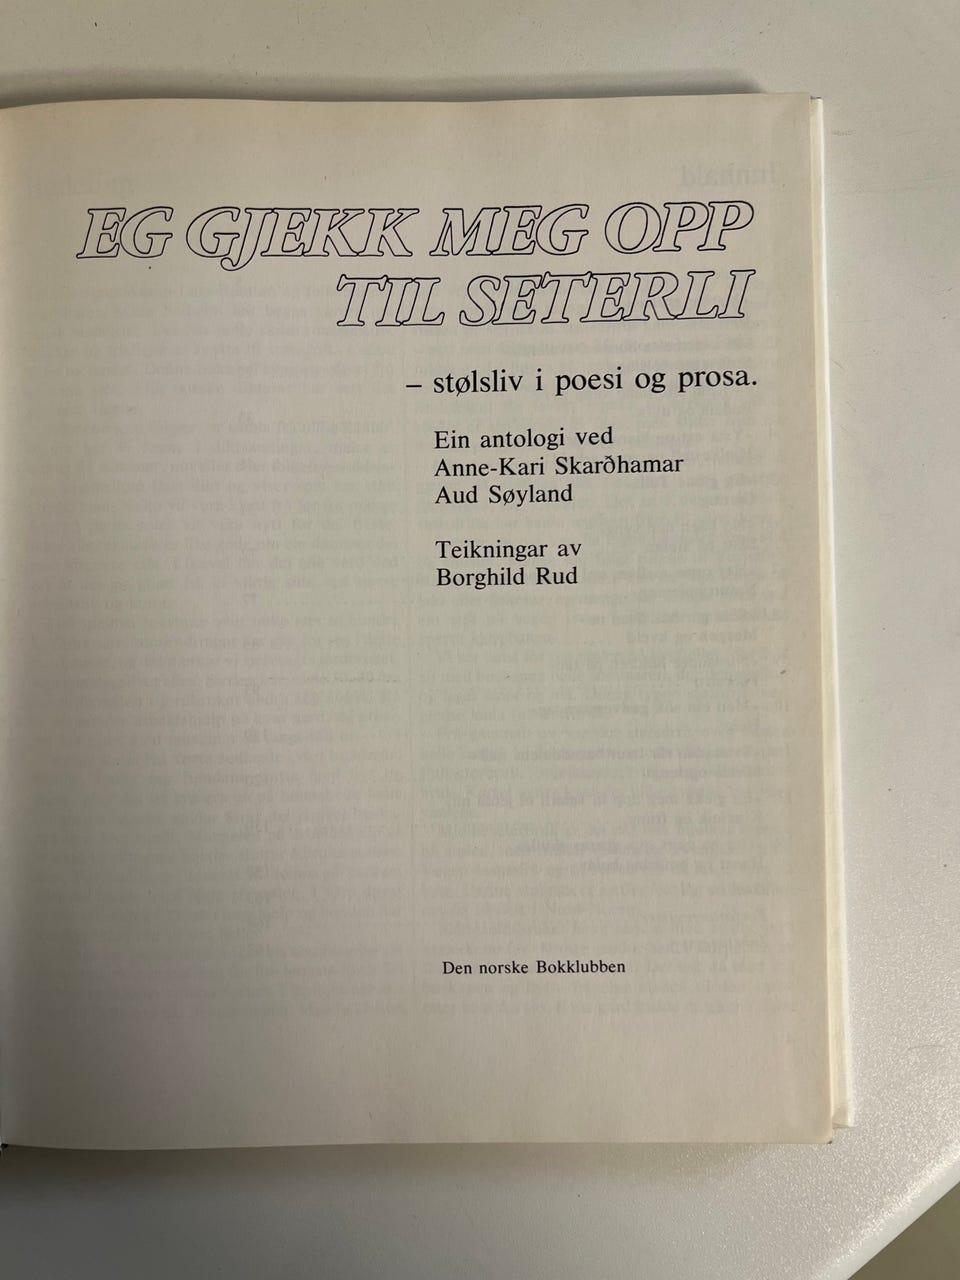 EG GJEKK MEG OPP
TIL SETERLI
– stølsliv i poesi og prosa.
Ein antologi ved
Anne-Kari Skarðhamar
Aud Søyland
Teikningar av
Borghild Rud
Den norske Bokklubben